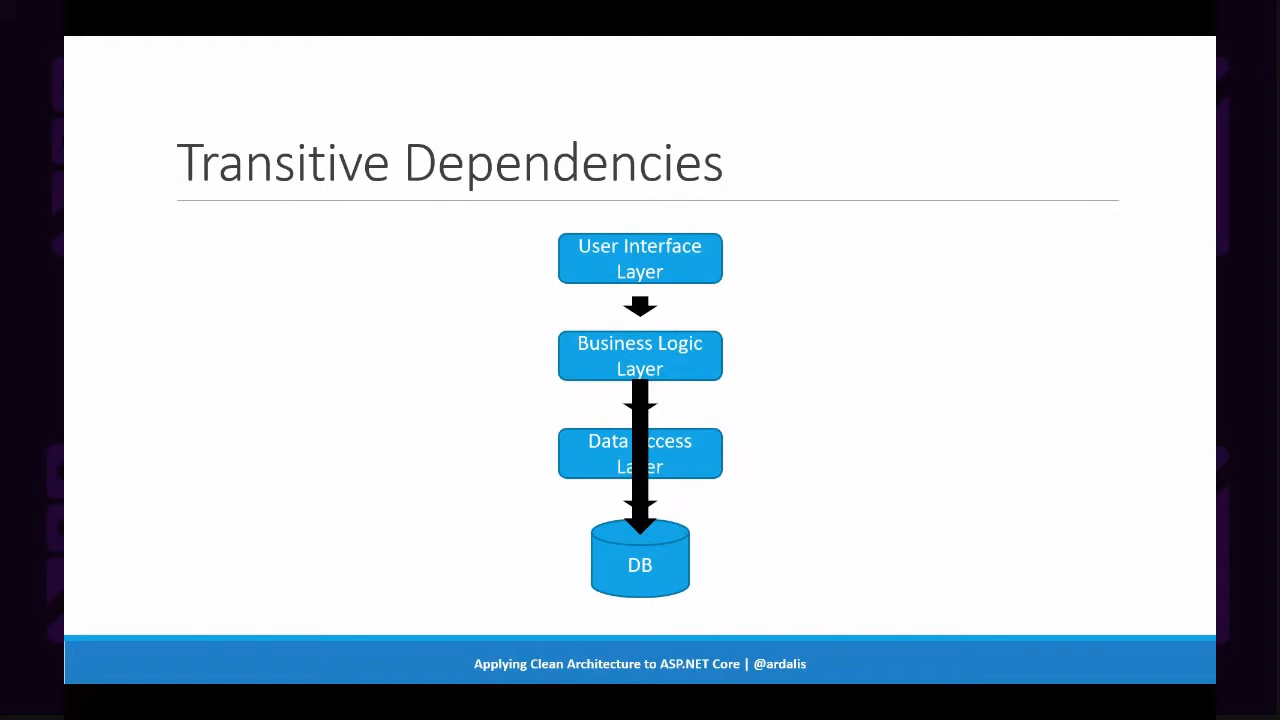 Transitive Dependencies
User Interface
Layer
Business Logic
Layer
Data Access
Layer
DB
Applying Clean Architecture to ASP.NET Core | @ardalis